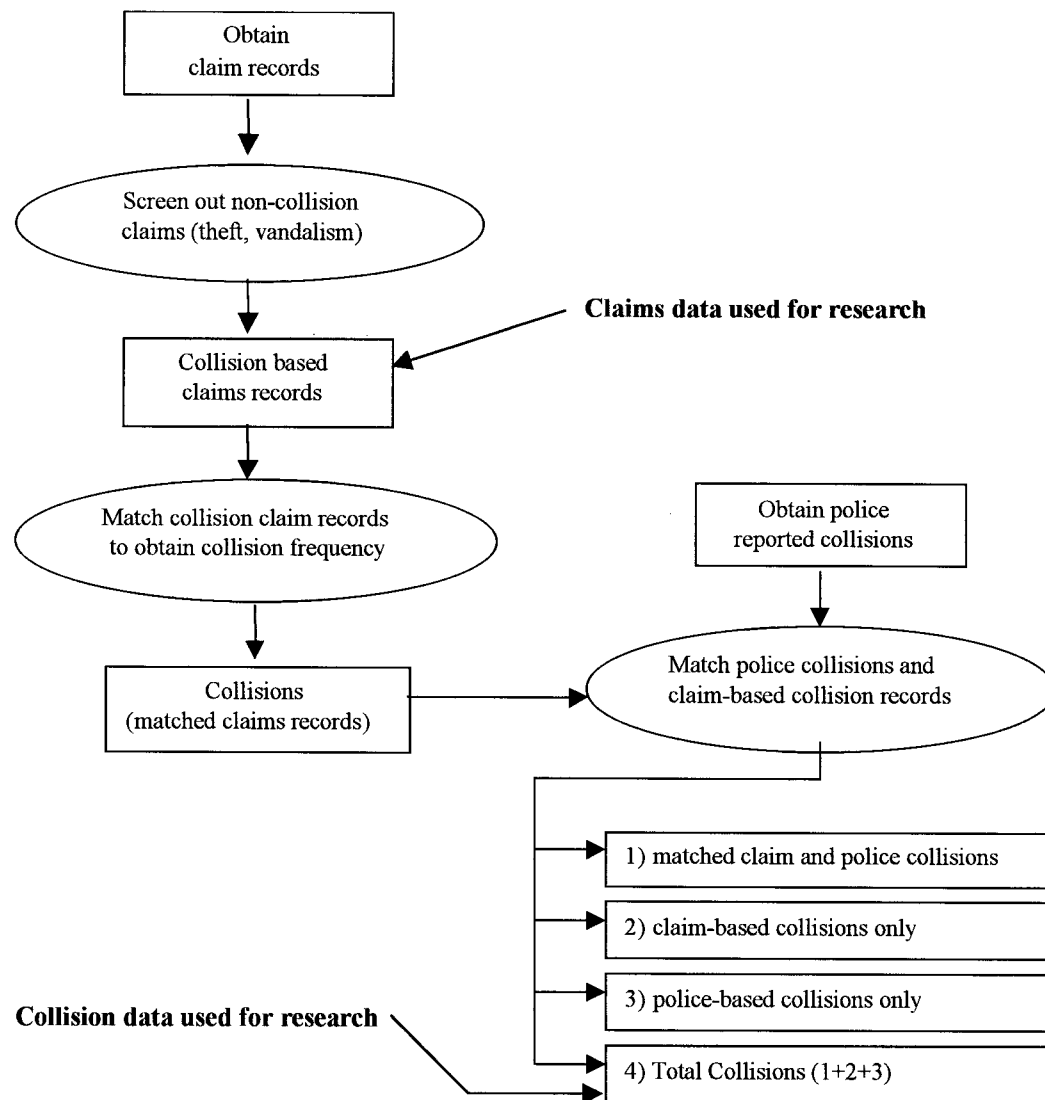 Obtain
claim records
Screen out non-collision
claims (theft, vandalism)
Claims data used for research
Collision based
claims records
Match collision claim records
to obtain collision frequency
Obtain police
reported collisions
Collisions
(matched claims records)
Match police collisions and
claim-based collision records
1) matched claim and police collisions
2) claim-based collisions only
3) police-based collisions only
Collision data used for research
4) Total Collisions (1+2+3)